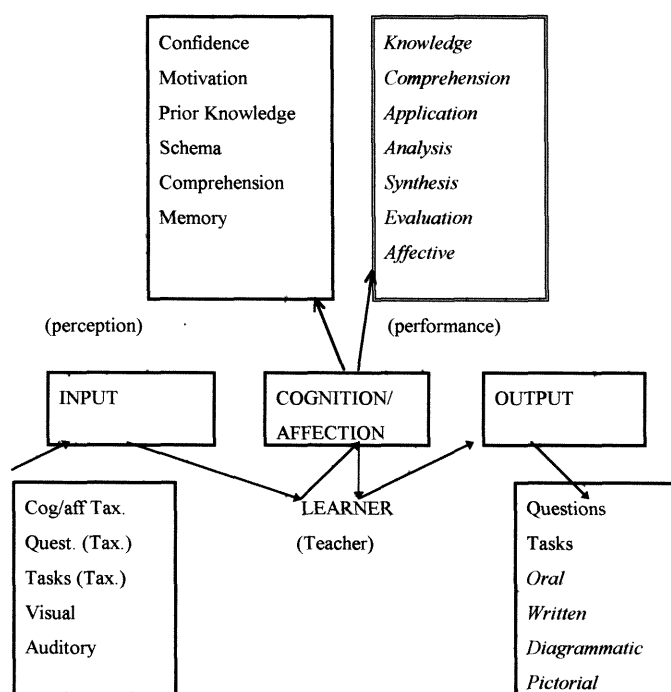 Confidence
Motivation
Prior Knowledge
Schema
Comprehension
Memory
Knowledge
Comprehension
Application
Analysis
Synthesis
Evaluation
Affective
(perception)
(performance)
INPUT
COGNITION/
AFFECTION
OUTPUT
Cog/aff Tax.
Quest. (Tax.)
Tasks (Tax.)
Visual
Auditory
LEARNER
(Teacher)
Questions
Tasks
Oral
Written
Diagrammatic
Pictorial